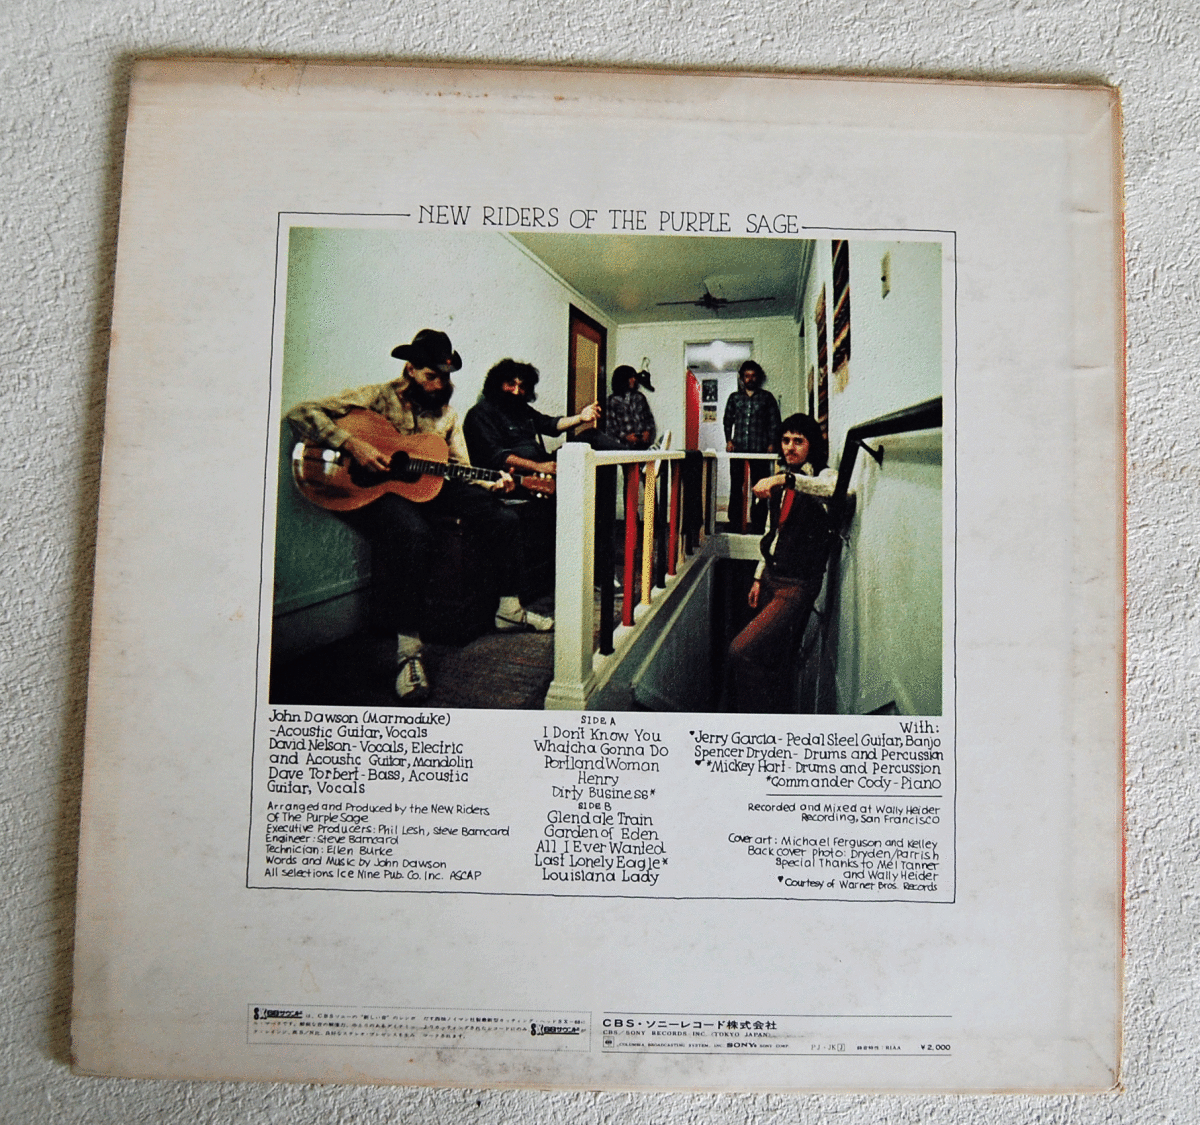 NEW RIDERS OF THE PURPLE SAGE
John Dawson (Marmaduke)
-Acoustic Guitar, Vocals
David Nelson- Vocals, Electric
and Acoustic Guitar, Mandolin
Dave Torbert- Bass, Acoustic
Guitar, Vocals
Arranged and Produced by the New Riders
Of The Purple Sage
Executive Producers: Phil Lesh, Steve Barncard
Engineer: Steve Barncard
Technician: Ellen Burke
Words and Music by John Dawson
All selections Ice Nine Pub. Co. Inc. ASCAP
SIDE A
I Don't Know You
Whatcha Gonna Do
Portland Woman
Henry
Dirty Business*
SIDE B
Glendale Train
Garden of Eden
All I Ever Wanted
Last Lonely Eagle*
Louisiana Lady
With:
♥Jerry Garcia- Pedal Steel Guitar, Banjo
Spencer Dryden- Drums and Percussion
♥*Mickey Hart- Drums and Percussion
*Commander Cody- Piano
Recorded and Mixed at Wally Heider
Recording, San Francisco
Cover art: Michael Ferguson and Kelley
Back cover Photo: Dryden/Parrish
Special Thanks to Mel Tanner
and Wally Heider
♥Courtesy of Warner Bros. Records
CBS・ソニーレコード株式会社
CBS/SONY RECORDS INC. (TOKYO JAPAN)
COLUMBIA BROADCASTING SYSTEM, INC. SONY® SONY CORP.
RIAA ¥2,000